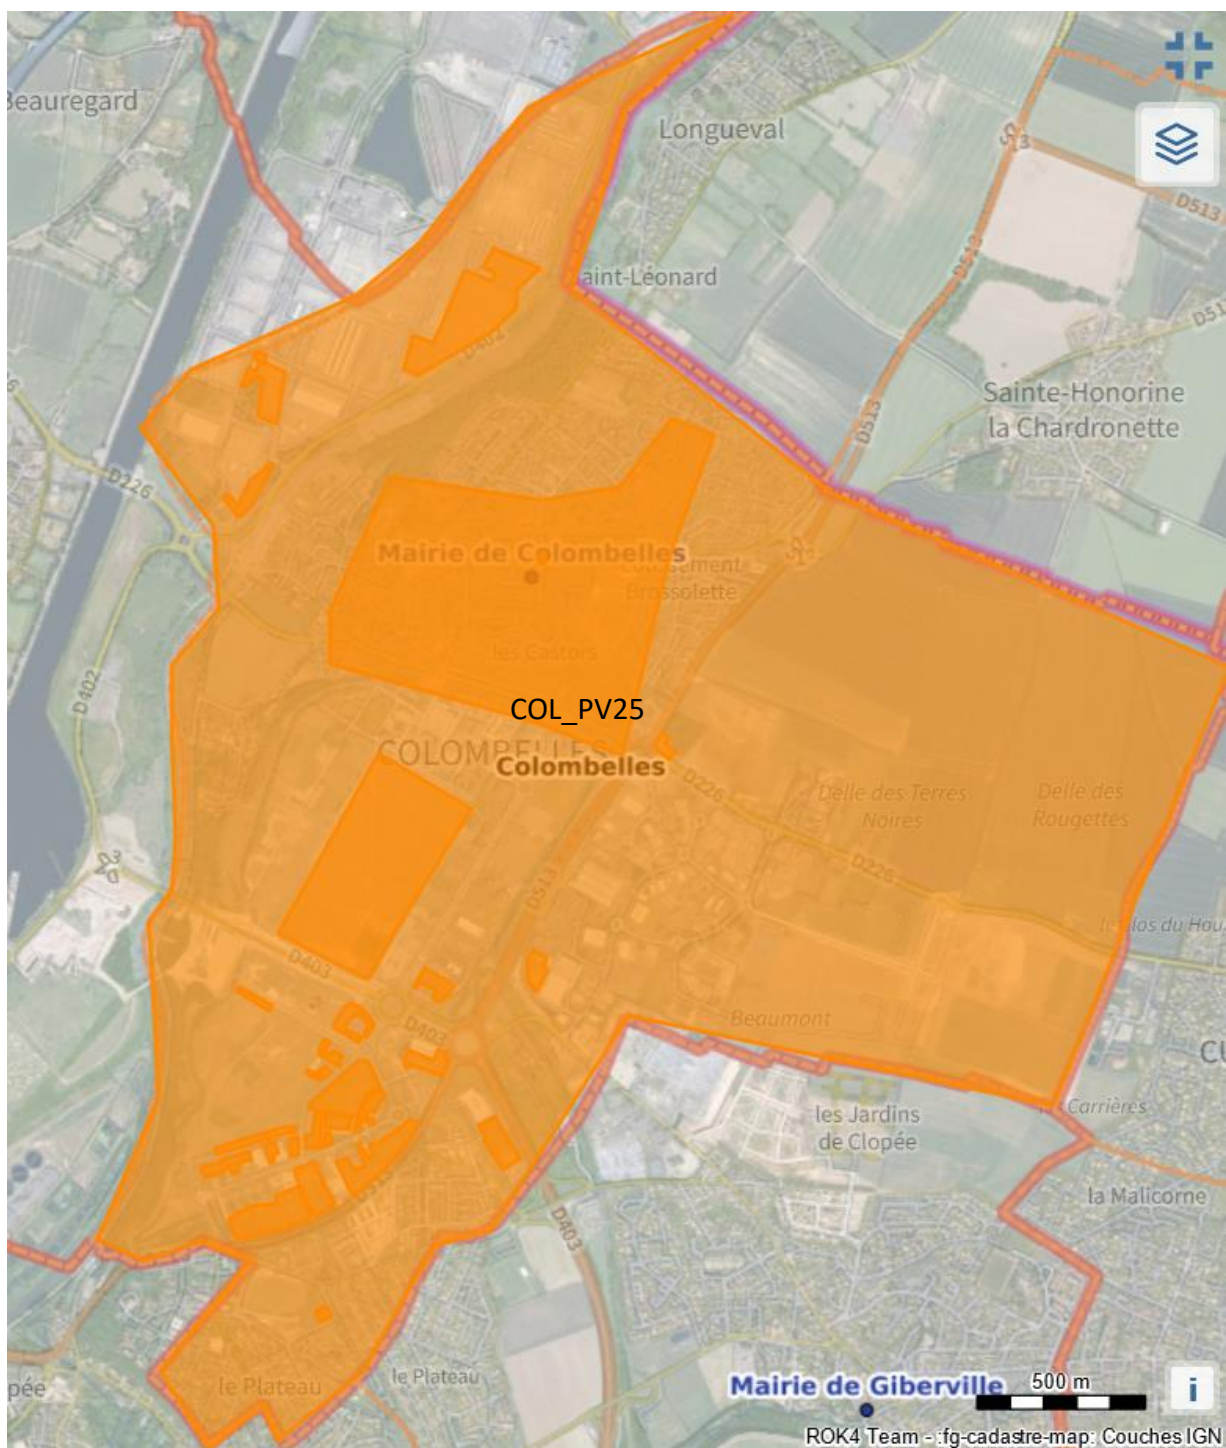 Beauregard
Longueval
D513
aint-Léonard
D402
D513
Sainte-Honorine
la Chardronette
D513
D226
Mairie de Colombelles
Brossolette
les Castors
D402
COL_PV25
COLOMBELLES
Colombelles
D226
Delle des Terres
Noires
Delle des
Rougettes
D226
D513
D403
D403
Beaumont
les Jardins
de Clopée
Carrières
la Malicorne
D403
le Plateau
le Plateau
pée
Mairie de Giberville
500 m
i
ROK4 Team - :fg-cadastre-map: Couches IGN